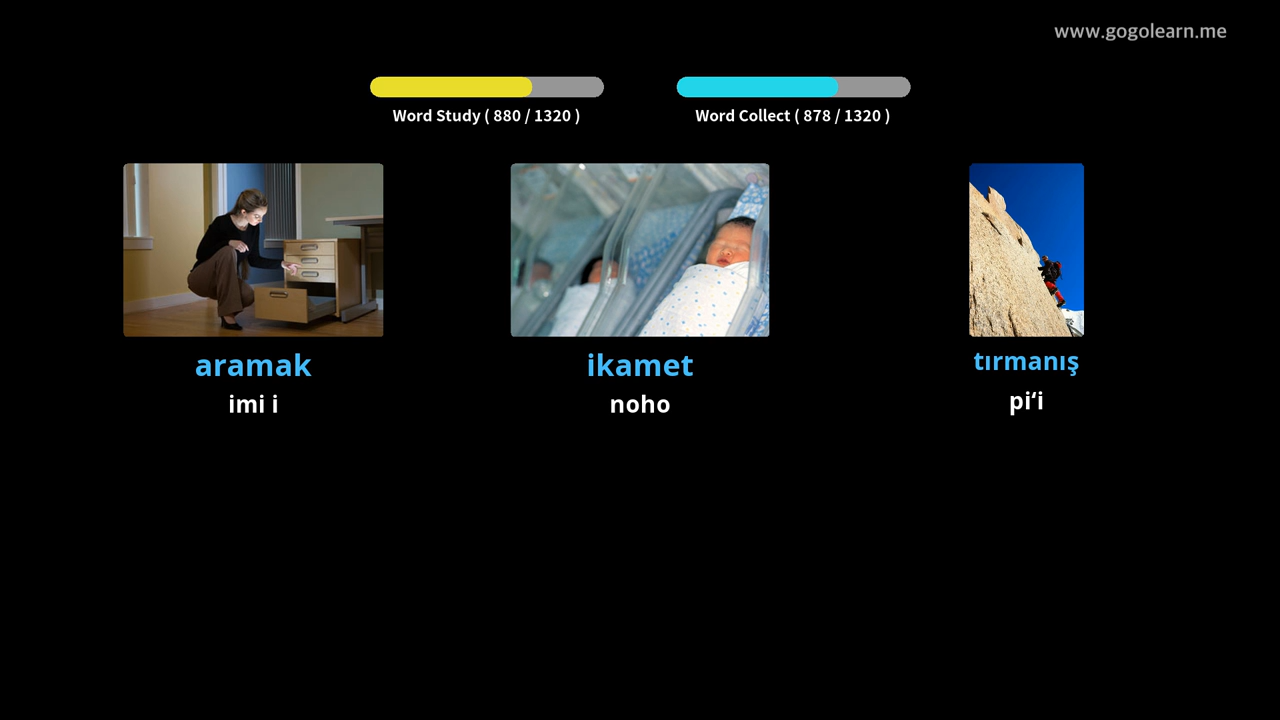 www.gogolearn.me
Word Study ( 880 / 1320 )
Word Collect ( 878 / 1320 )
aramak
imi i
ikamet
noho
tırmanış
pi‘i